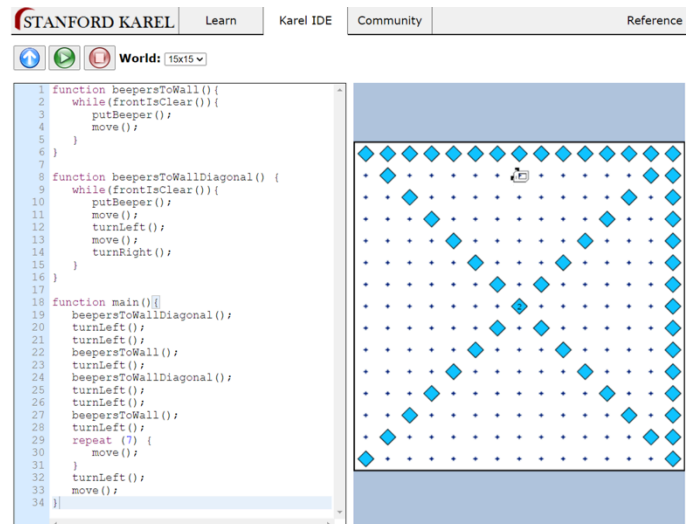 STANFORD KAREL Learn Karel IDE Community Reference
World: 15x15
1 function beepersToWall(){
2 while(frontIsClear()){
3 putBeeper();
4 move();
5 }
6 }
7
8 function beepersToWallDiagonal() {
9 while(frontIsClear()){
10 putBeeper();
11 move();
12 turnLeft();
13 move();
14 turnRight();
15 }
16 }
17
18 function main(){
19 beepersToWallDiagonal();
20 turnLeft();
21 turnLeft();
22 beepersToWall();
23 turnLeft();
24 beepersToWallDiagonal();
25 turnLeft();
26 turnLeft();
27 beepersToWall();
28 turnLeft();
29 repeat (7) {
30 move();
31 }
32 turnLeft();
33 move();
34 }
2